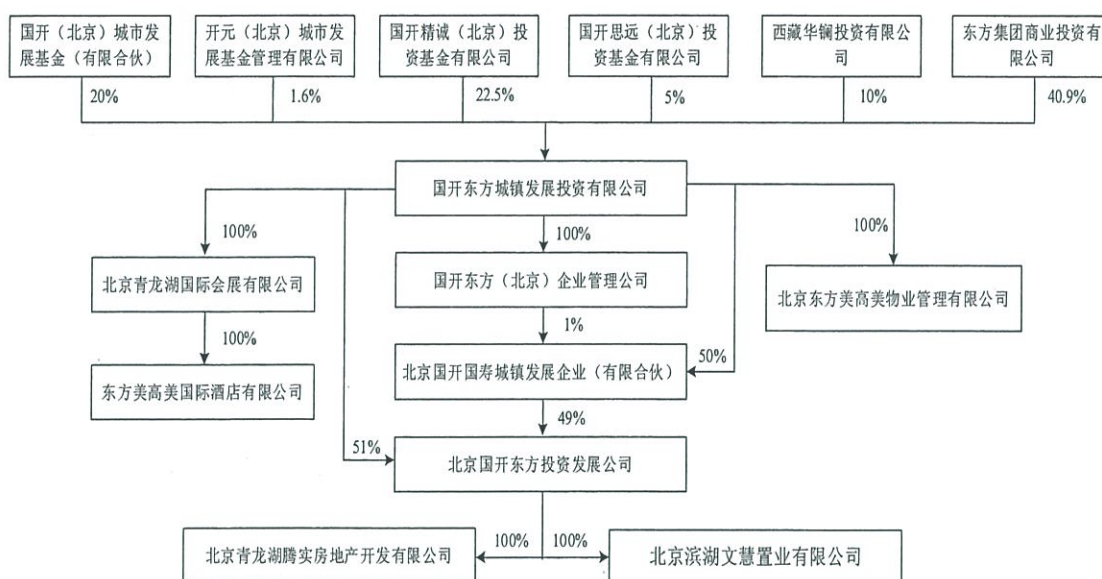 国开（北京）城市发
展基金（有限合伙）
开元（北京）城市发
展基金管理有限公司
国开精诚（北京）投
资基金有限公司
国开思远（北京）投
资基金有限公司
西藏华镧投资有限公
司
东方集团商业投资有
限公司
20%
1.6%
22.5%
5%
10%
40.9%
国开东方城镇发展投资有限公司
100%
100%
100%
北京青龙湖国际会展有限公司
国开东方（北京）企业管理公司
北京东方美高美物业管理有限公司
100%
1%
50%
东方美高美国际酒店有限公司
北京国开国寿城镇发展企业（有限合伙）
49%
51%
北京国开东方投资发展公司
100%
100%
北京青龙湖腾实房地产开发有限公司
北京滨湖文慧置业有限公司